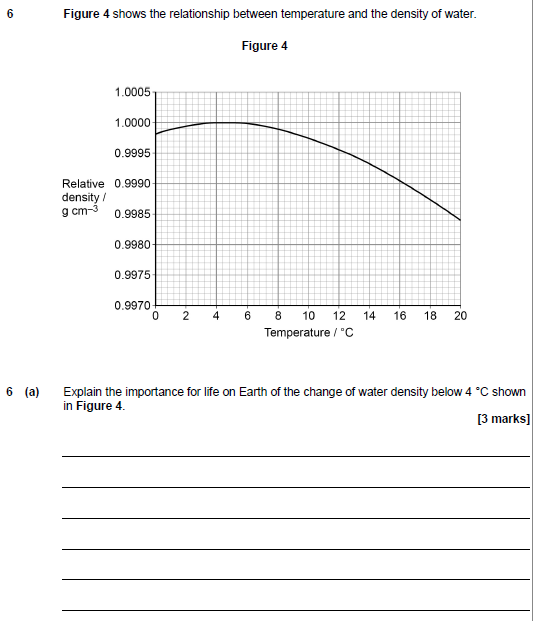 6 Figure 4 shows the relationship between temperature and the density of water.
Figure 4
1.0005
1.0000
0.9995
Relative 0.9990
density /
g cm–3 0.9985
0.9980
0.9975
0.9970
0 2 4 6 8 10 12 14 16 18 20
Temperature / °C
6 (a) Explain the importance for life on Earth of the change of water density below 4 °C shown
in Figure 4.
[3 marks]